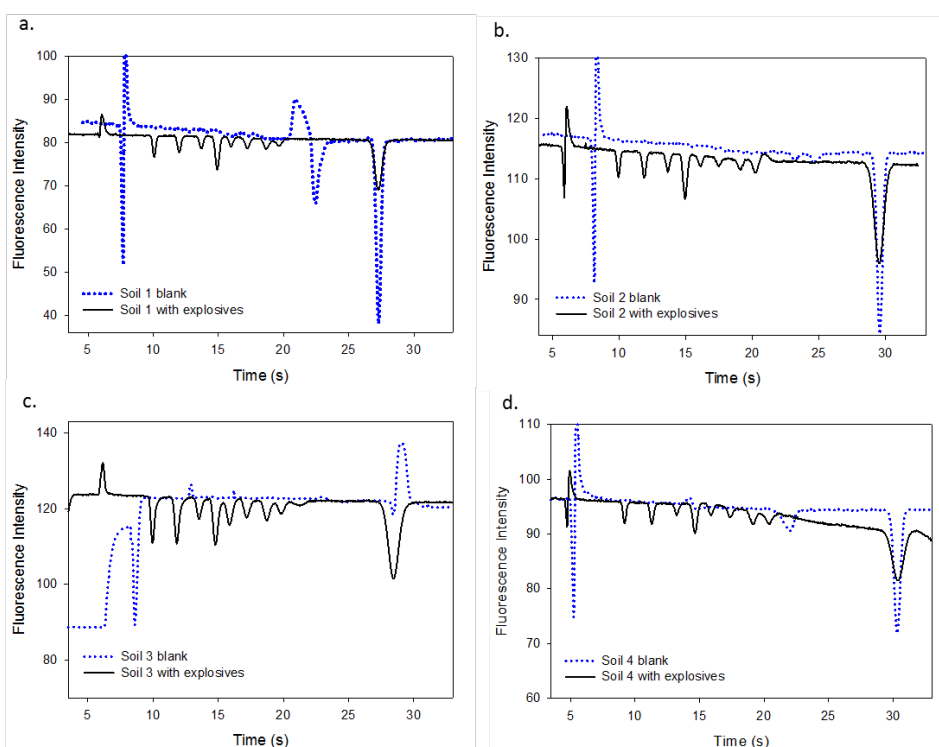 a.
100
90
80
70
60
50
40
Fluorescence Intensity
Soil 1 blank
Soil 1 with explosives
5 10 15 20 25 30
Time (s)
b.
130
120
110
100
90
Fluorescence Intensity
Soil 2 blank
Soil 2 with explosives
5 10 15 20 25 30
Time (s)
c.
140
120
100
80
Fluorescence Intensity
Soil 3 blank
Soil 3 with explosives
5 10 15 20 25 30
Time (s)
d.
110
100
90
80
70
60
Fluorescence Intensity
Soil 4 blank
Soil 4 with explosives
5 10 15 20 25 30
Time (s)